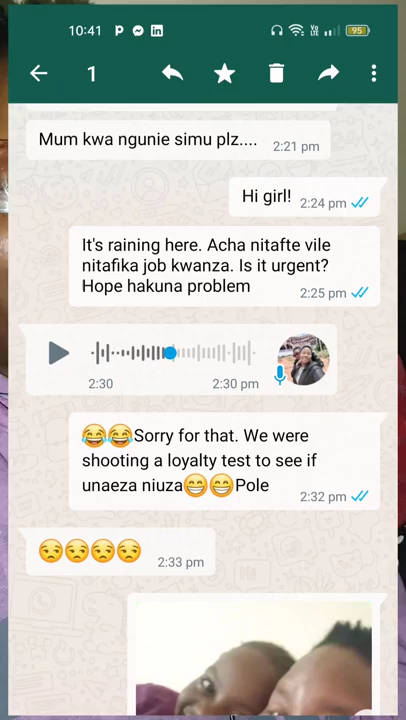 10:41
Vo
LTE
95
1
Mum kwa ngunie simu plz.... 2:21 pm
Hi girl! 2:24 pm
It's raining here. Acha nitafte vile
nitafika job kwanza. Is it urgent?
Hope hakuna problem 2:25 pm
2:30 2:30 pm
😂😂Sorry for that. We were
shooting a loyalty test to see if
unaeza niuza😁😁Pole 2:32 pm
😒😒😒😒 2:33 pm